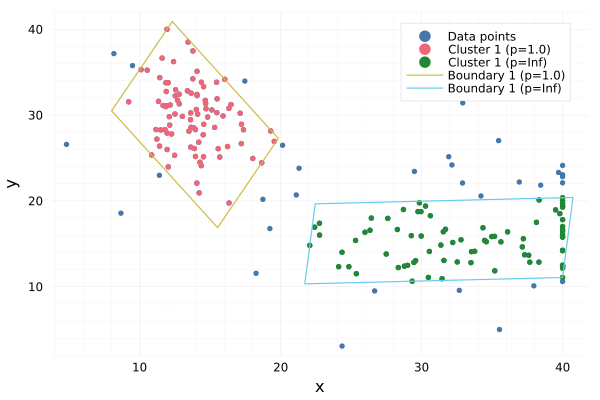 40
30
20
10
y
10
20
30
40
x
Data points
Cluster 1 (p=1.0)
Cluster 1 (p=Inf)
Boundary 1 (p=1.0)
Boundary 1 (p=Inf)